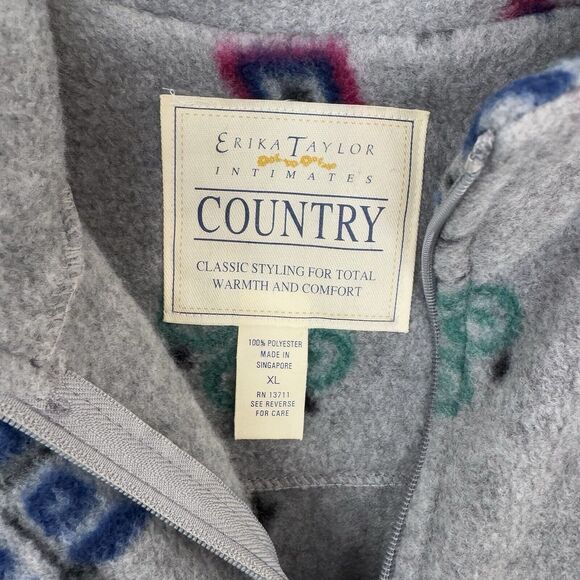 ERIKA TAYLOR
INTIMATES
COUNTRY
CLASSIC STYLING FOR TOTAL
WARMTH AND COMFORT
100% POLYESTER
MADE IN
SINGAPORE
XL
RN 13711
SEE REVERSE
FOR CARE